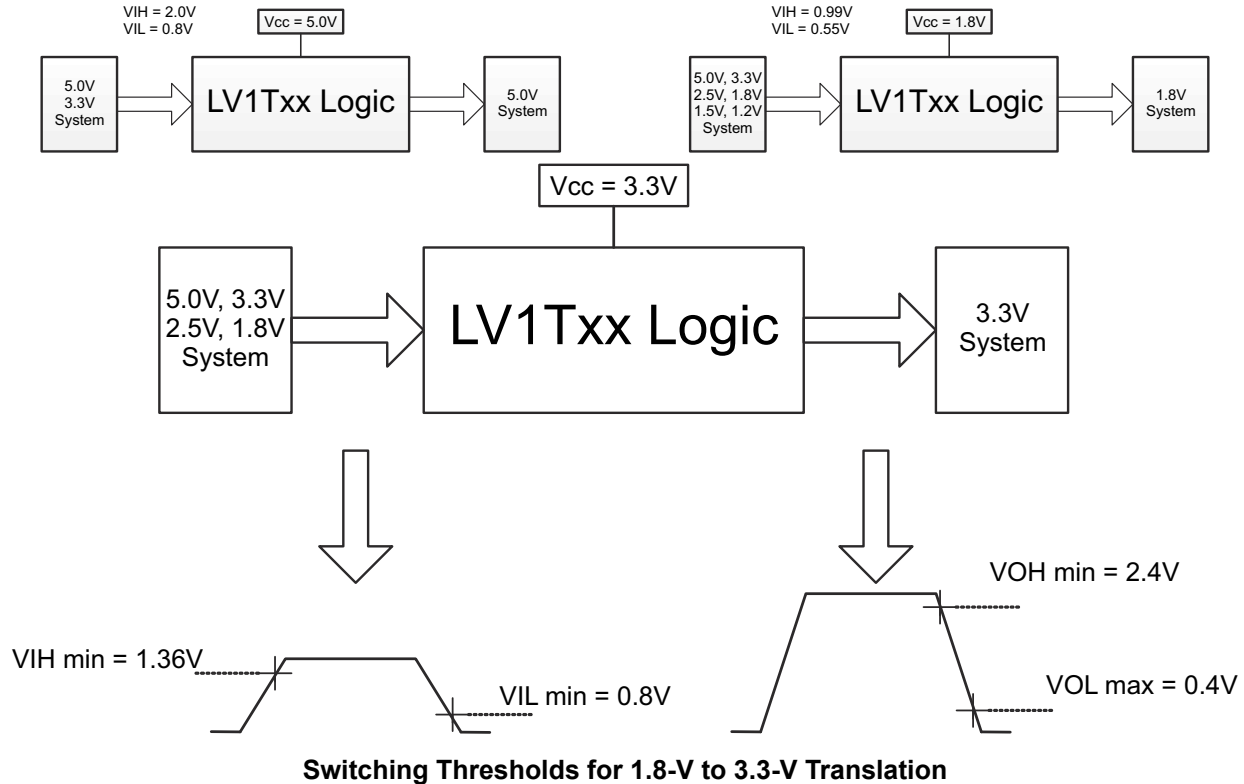 VIH = 2.0V
VIL = 0.8V
Vcc = 5.0V
5.0V
3.3V
System
LV1Txx Logic
5.0V
System
VIH = 0.99V
VIL = 0.55V
Vcc = 1.8V
5.0V, 3.3V
2.5V, 1.8V
1.5V, 1.2V
System
LV1Txx Logic
1.8V
System
Vcc = 3.3V
5.0V, 3.3V
2.5V, 1.8V
System
LV1Txx Logic
3.3V
System
VIH min = 1.36V
VIL min = 0.8V
VOH min = 2.4V
VOL max = 0.4V
Switching Thresholds for 1.8-V to 3.3-V Translation